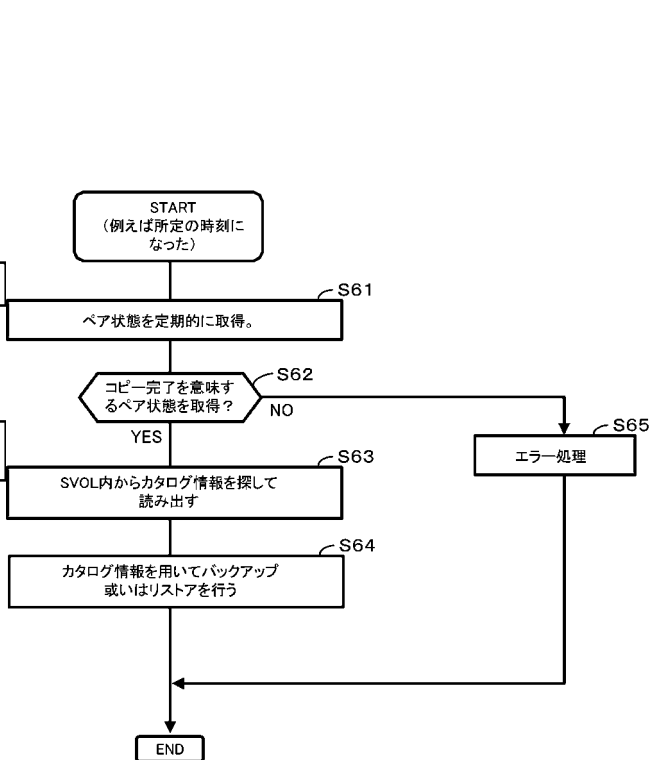 START
（例えば所定の時刻に
なった）
S61
ペア状態を定期的に取得。
S62
コピー完了を意味す
るペア状態を取得？
NO
YES
S65
エラー処理
S63
SVOL内からカタログ情報を探して
読み出す
S64
カタログ情報を用いてバックアップ
或いはリストアを行う
END